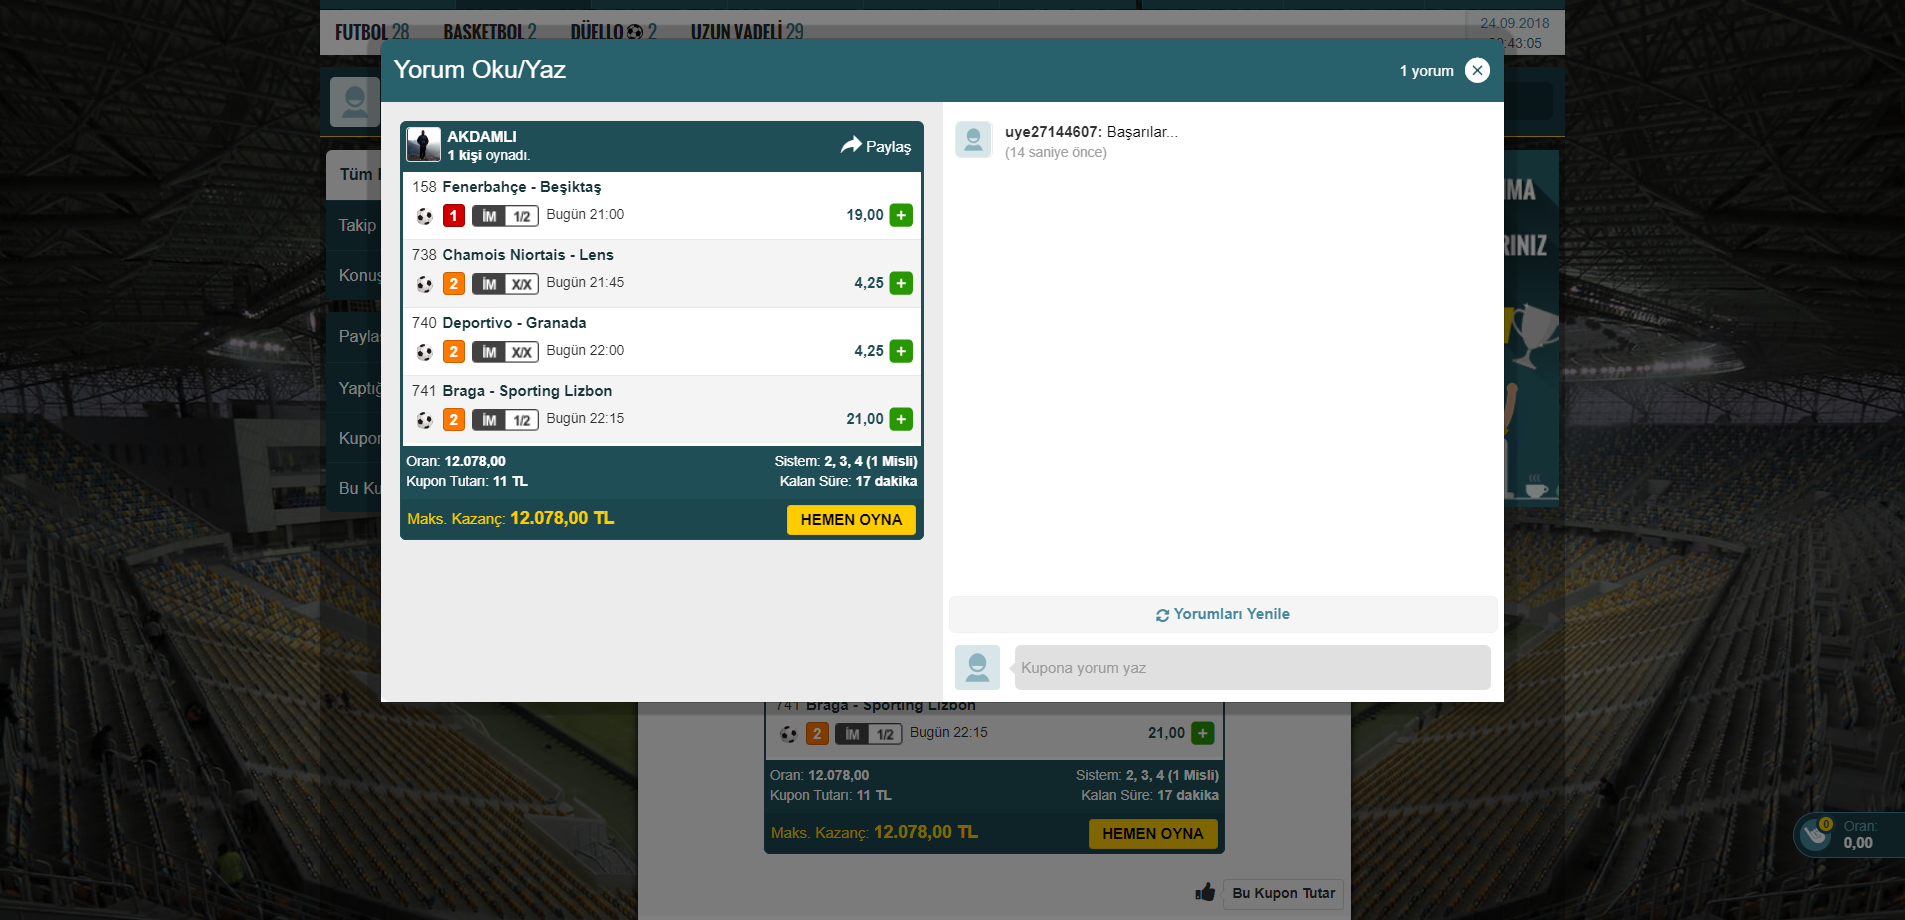 FUTBOL 28 BASKETBOL 2 DÜELLO 2 UZUN VADELİ 29
24.09.2018
:43:05
Yorum Oku/Yaz
1 yorum
AKDAMLI
1 kişi oynadı.
Paylaş
158 Fenerbahçe - Beşiktaş
1 İM 1/2 Bugün 21:00 19,00 +
738 Chamois Niortais - Lens
2 İM X/X Bugün 21:45 4,25 +
740 Deportivo - Granada
2 İM X/X Bugün 22:00 4,25 +
741 Braga - Sporting Lizbon
2 İM 1/2 Bugün 22:15 21,00 +
Oran: 12.078,00 Sistem: 2, 3, 4 (1 Misli)
Kupon Tutarı: 11 TL Kalan Süre: 17 dakika
Maks. Kazanç: 12.078,00 TL HEMEN OYNA
uye27144607: Başarılar...
(14 saniye önce)
Yorumları Yenile
Kupona yorum yaz
Tüm
Takip
Konuş
Paylaş
Yaptığ
Kupon
Bu Ku
IMA
RINIZ
741 Braga - Sporting Lizbon
2 İM 1/2 Bugün 22:15 21,00 +
Oran: 12.078,00 Sistem: 2, 3, 4 (1 Misli)
Kupon Tutarı: 11 TL Kalan Süre: 17 dakika
Maks. Kazanç: 12.078,00 TL HEMEN OYNA
Bu Kupon Tutar
0
Oran:
0,00